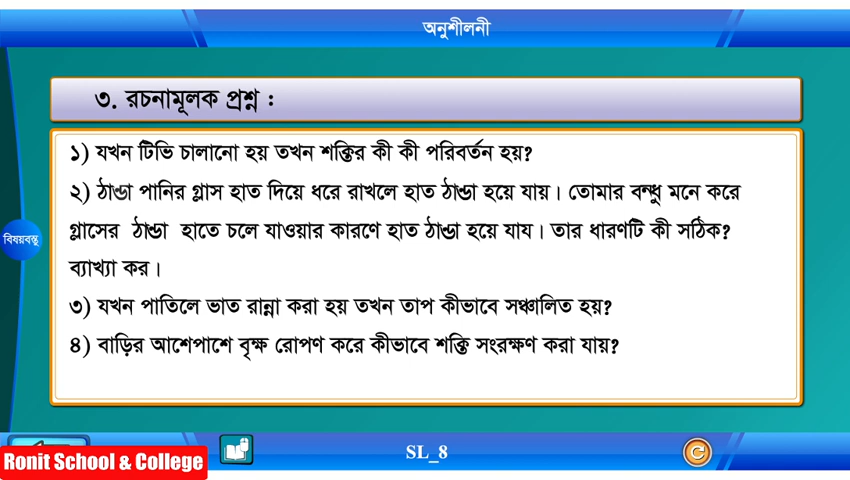 অনুশীলনী
৩. রচনামূলক প্রশ্ন :
১) যখন টিভি চালানো হয় তখন শক্তির কী কী পরিবর্তন হয়?
২) ঠাণ্ডা পানির গ্লাস হাত দিয়ে ধরে রাখলে হাত ঠাণ্ডা হয়ে যায়। তোমার বন্ধু মনে করে
গ্লাসের ঠাণ্ডা হাতে চলে যাওয়ার কারণে হাত ঠাণ্ডা হয়ে যায। তার ধারণটি কী সঠিক?
ব্যাখ্যা কর।
৩) যখন পাতিলে ভাত রান্না করা হয় তখন তাপ কীভাবে সঞ্চালিত হয়?
৪) বাড়ির আশেপাশে বৃক্ষ রোপণ করে কীভাবে শক্তি সংরক্ষণ করা যায়?
বিষয়বস্তু
SL_8
Ronit School & College